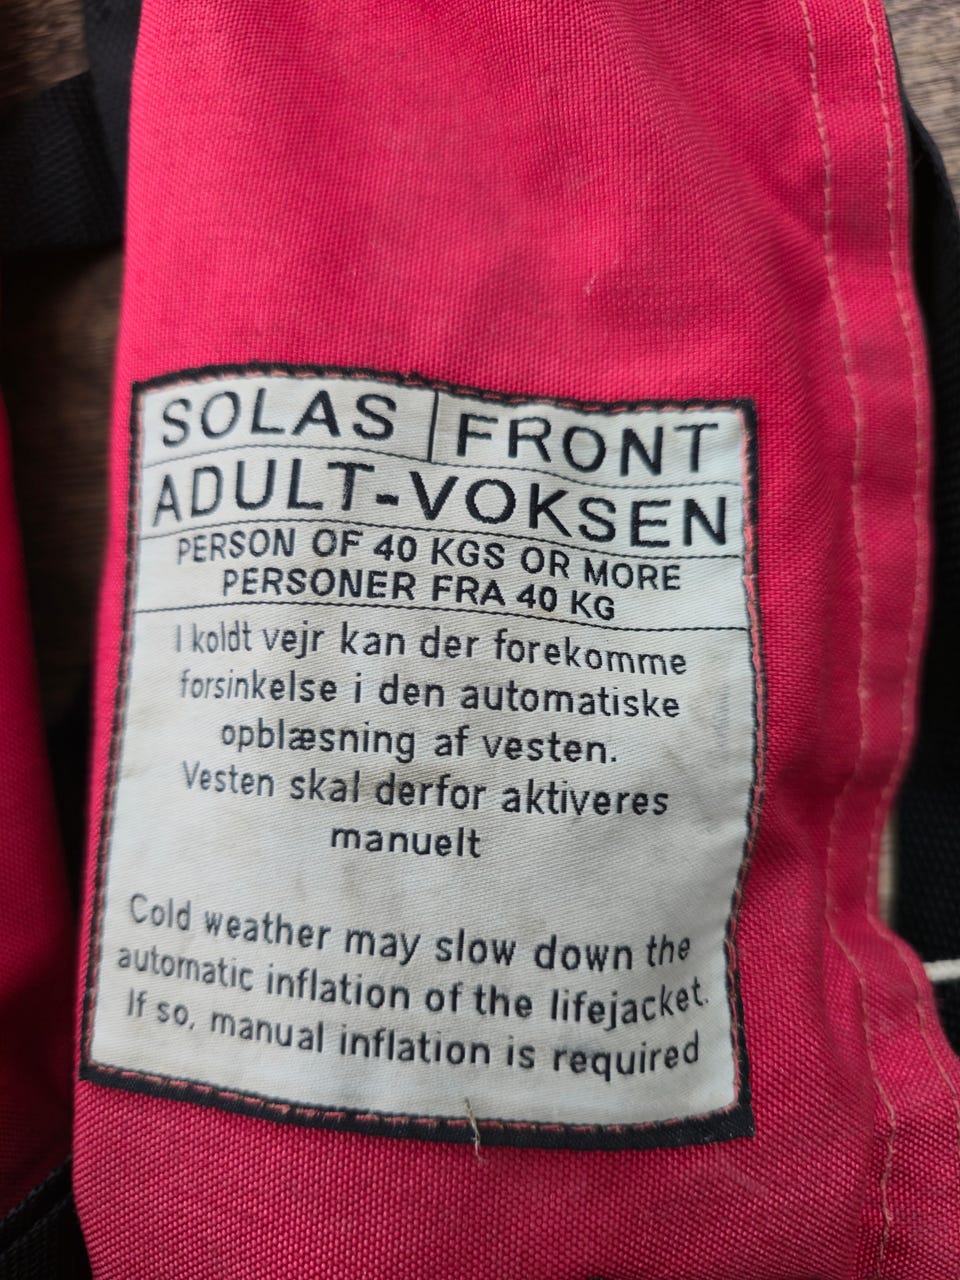 SOLAS | FRONT
ADULT-VOKSEN
PERSON OF 40 KGS OR MORE
PERSONER FRA 40 KG
I koldt vejr kan der forekomme
forsinkelse i den automatiske
opblæsning af vesten.
Vesten skal derfor aktiveres
manuelt
Cold weather may slow down the
automatic inflation of the lifejacket.
If so, manual inflation is required